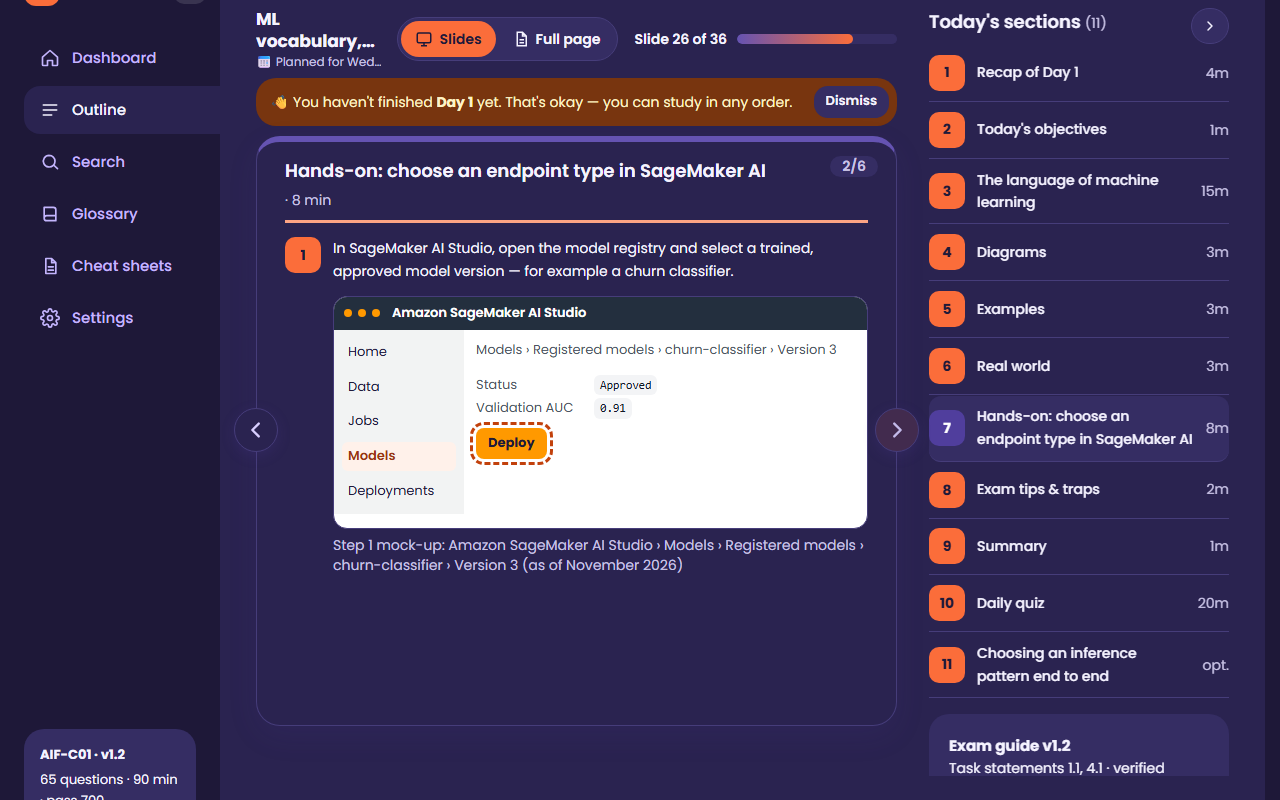 Dashboard
Outline
Search
Glossary
Cheat sheets
Settings
AIF-C01 · v1.2
65 questions · 90 min
ML
vocabulary,...
Planned for Wed...
Slides
Full page
Slide 26 of 36
👋 You haven't finished Day 1 yet. That's okay — you can study in any order.
Dismiss
Hands-on: choose an endpoint type in SageMaker AI
2/6
· 8 min
1
In SageMaker AI Studio, open the model registry and select a trained,
approved model version — for example a churn classifier.
Amazon SageMaker AI Studio
Home
Data
Jobs
Models
Deployments
Models › Registered models › churn-classifier › Version 3
Status Approved
Validation AUC 0.91
Deploy
Step 1 mock-up: Amazon SageMaker AI Studio › Models › Registered models ›
churn-classifier › Version 3 (as of November 2026)
Today's sections (11)
1 Recap of Day 1 4m
2 Today's objectives 1m
3 The language of machine
learning 15m
4 Diagrams 3m
5 Examples 3m
6 Real world 3m
7 Hands-on: choose an
endpoint type in SageMaker AI 8m
8 Exam tips & traps 2m
9 Summary 1m
10 Daily quiz 20m
11 Choosing an inference
pattern end to end opt.
Exam guide v1.2
Task statements 1.1, 4.1 · verified